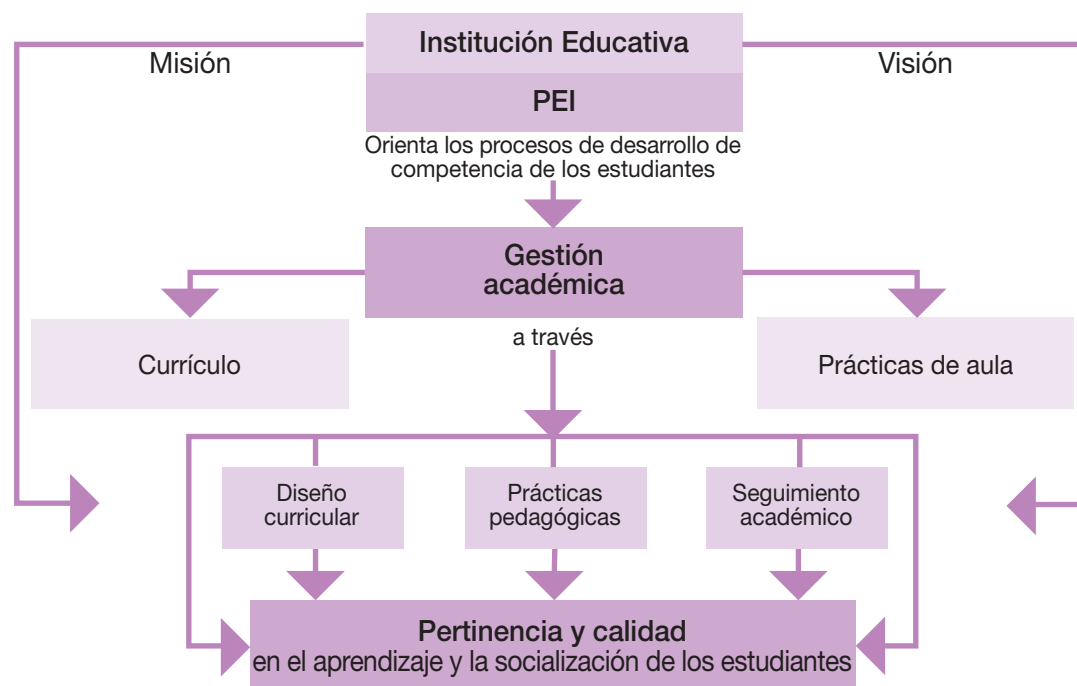 Institución Educativa
Misión
Visión
PEI
Orienta los procesos de desarrollo de
competencia de los estudiantes
Gestión
académica
Currículo
a través
Prácticas de aula
Diseño
curricular
Prácticas
pedagógicas
Seguimiento
académico
Pertinencia y calidad
en el aprendizaje y la socialización de los estudiantes